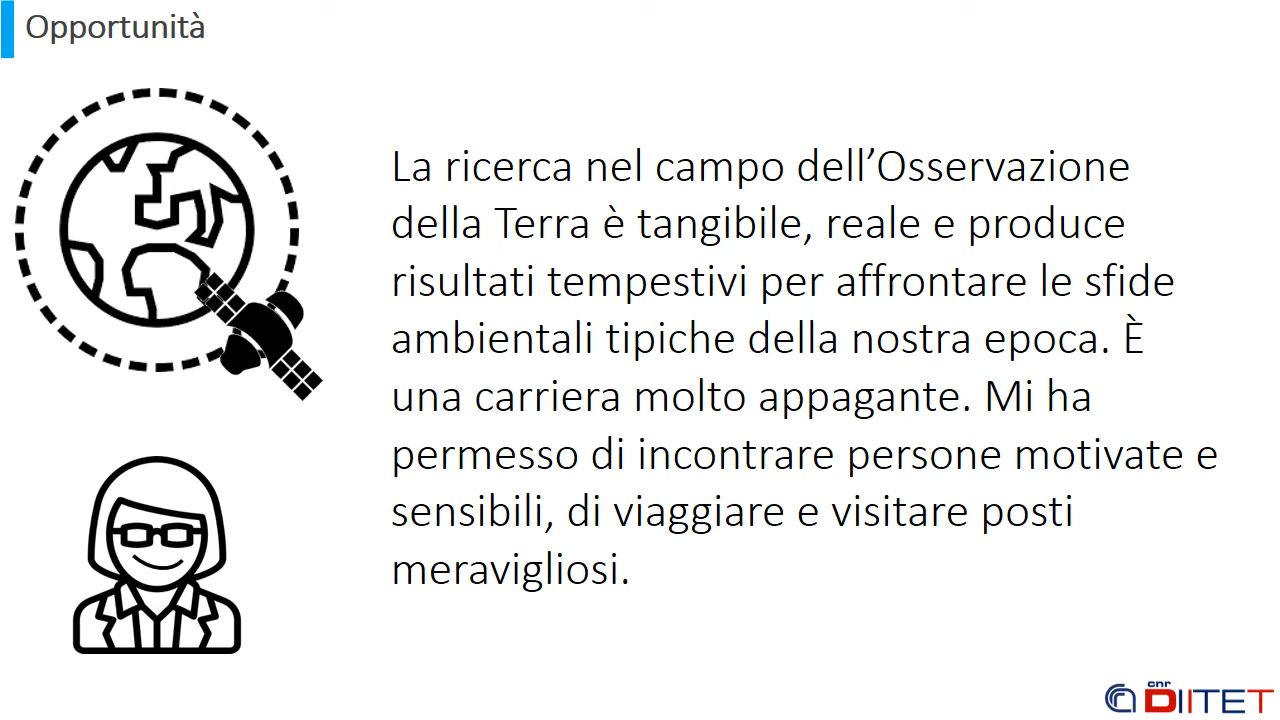 Opportunità
La ricerca nel campo dell’Osservazione
della Terra è tangibile, reale e produce
risultati tempestivi per affrontare le sfide
ambientali tipiche della nostra epoca. È
una carriera molto appagante. Mi ha
permesso di incontrare persone motivate e
sensibili, di viaggiare e visitare posti
meravigliosi.
cnr
DIITET